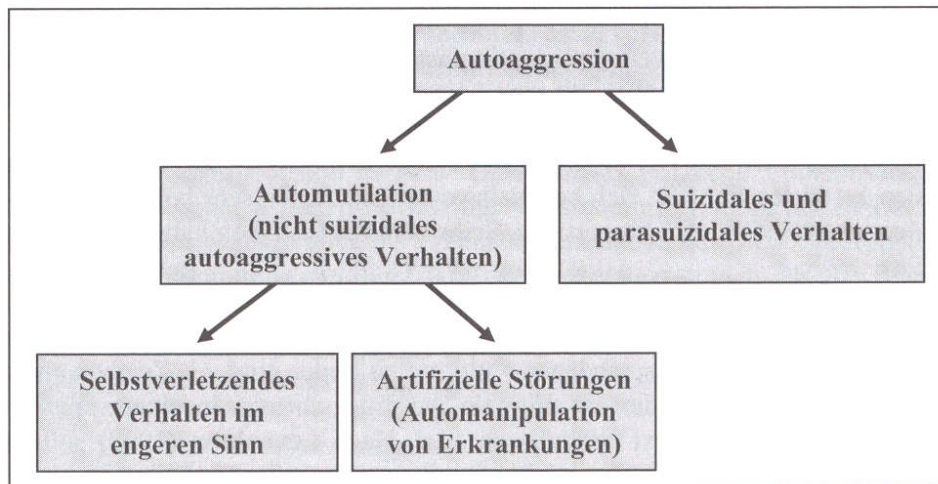 Autoaggression
Automutilation
(nicht suizidales
autoaggressives Verhalten)
Suizidales und
parasuizidales Verhalten
Selbstverletzendes
Verhalten im
engeren Sinn
Artifizielle Störungen
(Automanipulation
von Erkrankungen)